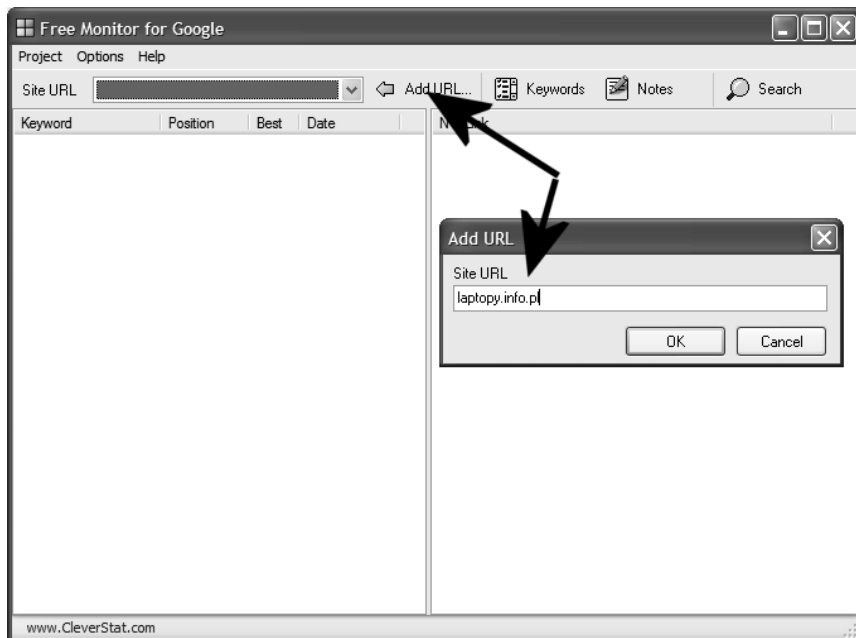 Free Monitor for Google
Project Options Help
Site URL Add URL... Keywords Notes Search
Keyword Position Best Date
Add URL
Site URL
laptopy.info.pl
OK Cancel
www.CleverStat.com